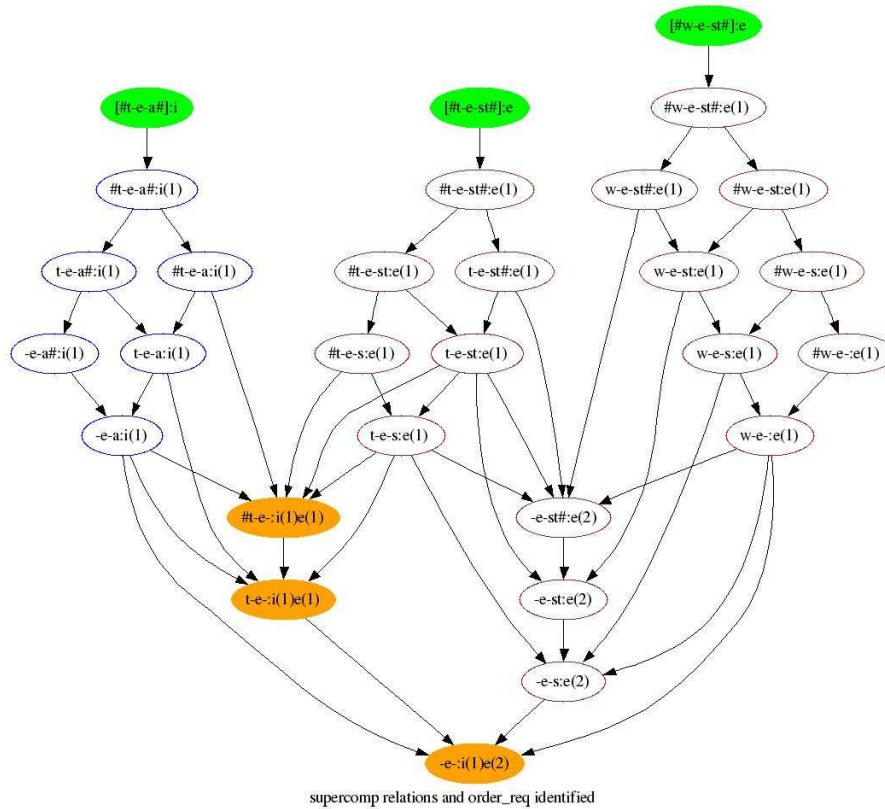 [#w-e-st#]:e
[#t-e-a#]:i [#t-e-st#]:e #w-e-st#:e(1)
#t-e-a#:i(1) #t-e-st#:e(1) w-e-st#:e(1) #w-e-st:e(1)
t-e-a#:i(1) #t-e-a:i(1) #t-e-st:e(1) t-e-st#:e(1) w-e-st:e(1) #w-e-s:e(1)
-e-a#:i(1) t-e-a:i(1) #t-e-s:e(1) t-e-st:e(1) w-e-s:e(1) #w-e-:e(1)
-e-a:i(1) t-e-s:e(1) w-e-:e(1)
#t-e-:i(1)e(1) -e-st#:e(2)
t-e-:i(1)e(1) -e-st:e(2)
-e-s:e(2)
-e-:i(1)e(2)
supercomp relations and order_req identified